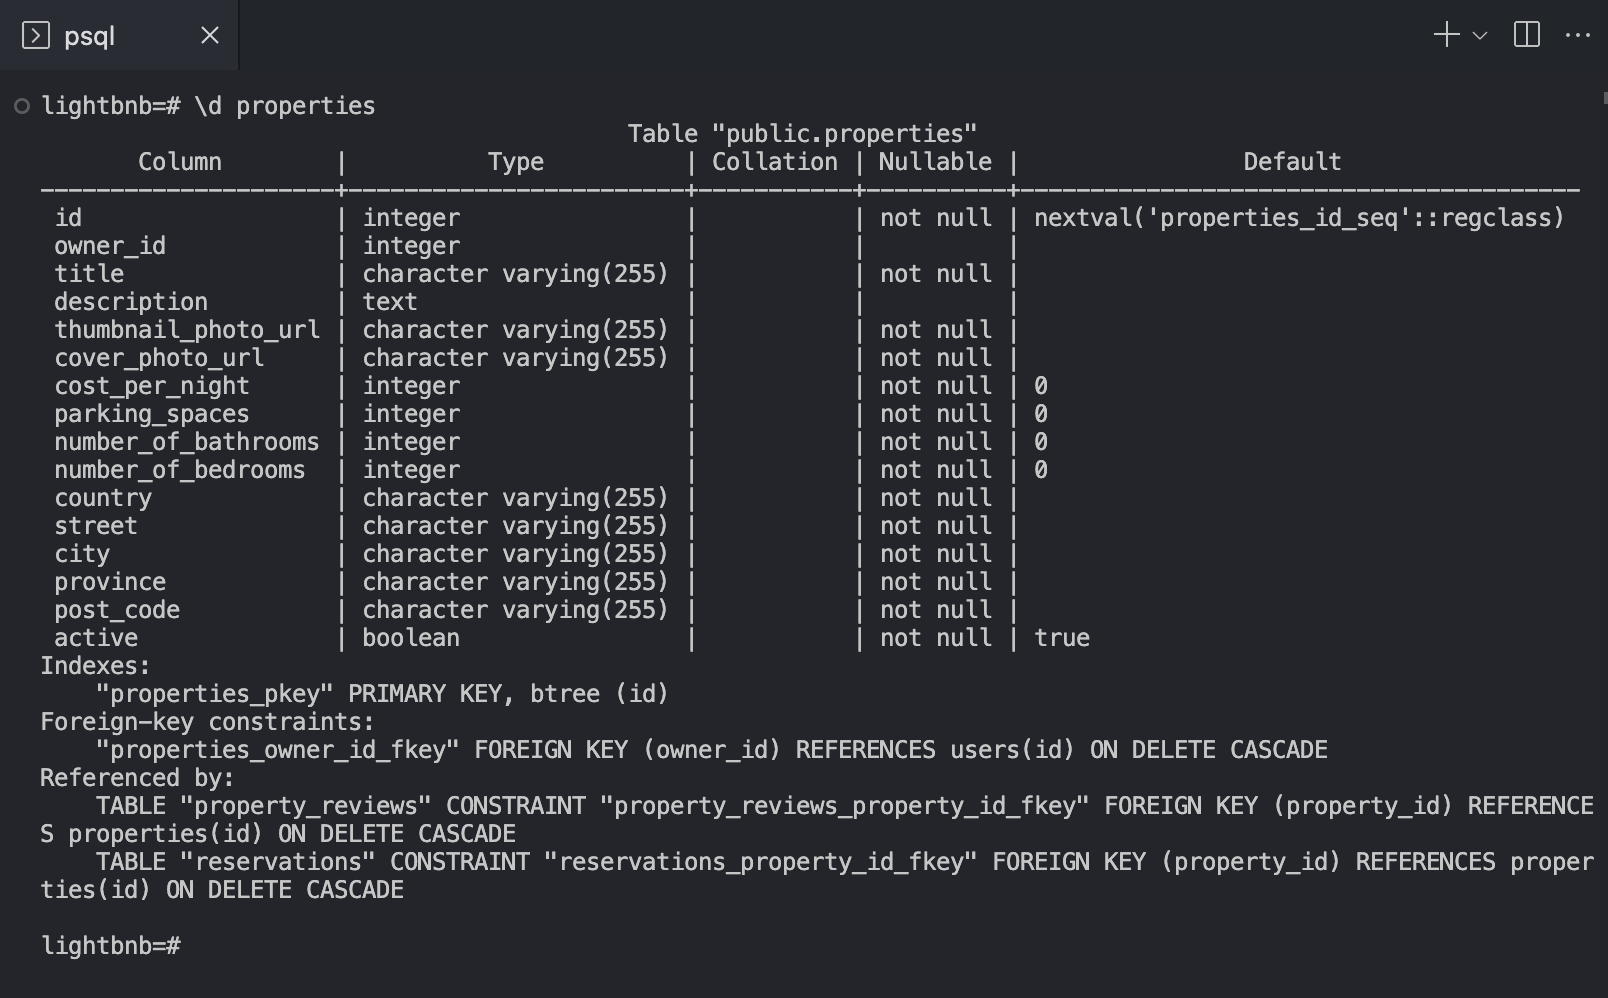 psql
lightbnb=# \d properties
Table "public.properties"
Column | Type | Collation | Nullable | Default
----------------------+-------------------------+-----------+----------+----------------------------------------
id | integer | | not null | nextval('properties_id_seq'::regclass)
owner_id | integer | | |
title | character varying(255) | | not null |
description | text | | |
thumbnail_photo_url | character varying(255) | | not null |
cover_photo_url | character varying(255) | | not null |
cost_per_night | integer | | not null | 0
parking_spaces | integer | | not null | 0
number_of_bathrooms | integer | | not null | 0
number_of_bedrooms | integer | | not null | 0
country | character varying(255) | | not null |
street | character varying(255) | | not null |
city | character varying(255) | | not null |
province | character varying(255) | | not null |
post_code | character varying(255) | | not null |
active | boolean | | not null | true
Indexes:
"properties_pkey" PRIMARY KEY, btree (id)
Foreign-key constraints:
"properties_owner_id_fkey" FOREIGN KEY (owner_id) REFERENCES users(id) ON DELETE CASCADE
Referenced by:
TABLE "property_reviews" CONSTRAINT "property_reviews_property_id_fkey" FOREIGN KEY (property_id) REFERENCE
S properties(id) ON DELETE CASCADE
TABLE "reservations" CONSTRAINT "reservations_property_id_fkey" FOREIGN KEY (property_id) REFERENCES proper
ties(id) ON DELETE CASCADE
lightbnb=#